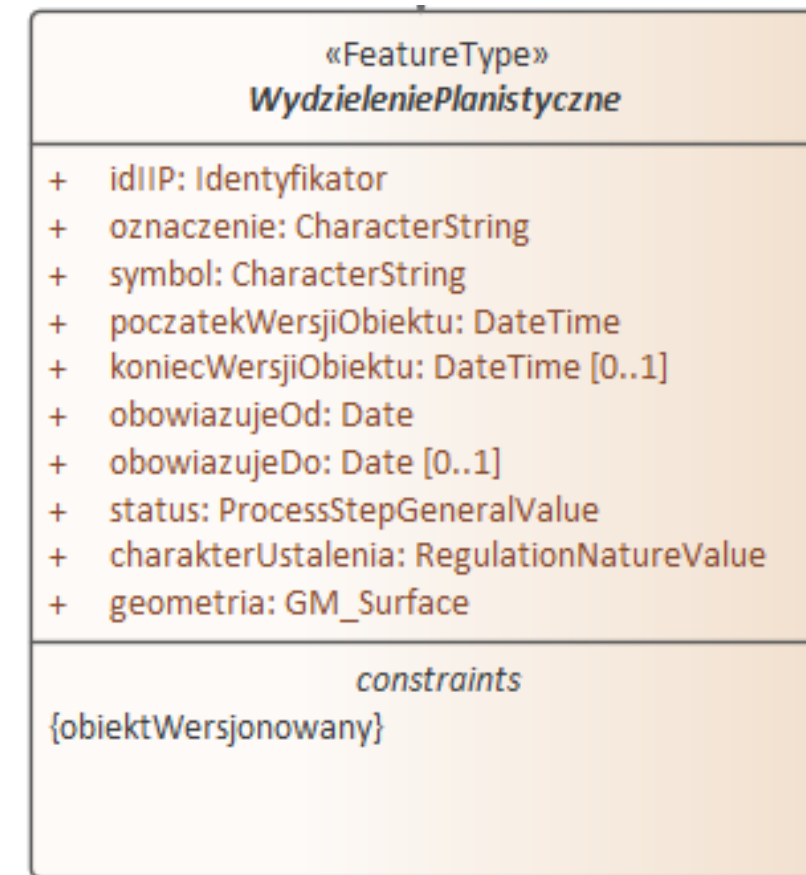 «FeatureType»
WydzieleniePlanistyczne
+ idIIP: Identyfikator
+ oznaczenie: CharacterString
+ symbol: CharacterString
+ poczatekWersjiObiektu: DateTime
+ koniecWersjiObiektu: DateTime [0..1]
+ obowiazujeOd: Date
+ obowiazujeDo: Date [0..1]
+ status: ProcessStepGeneralValue
+ charakterUstalenia: RegulationNatureValue
+ geometria: GM_Surface
constraints
{obiektWersjonowany}